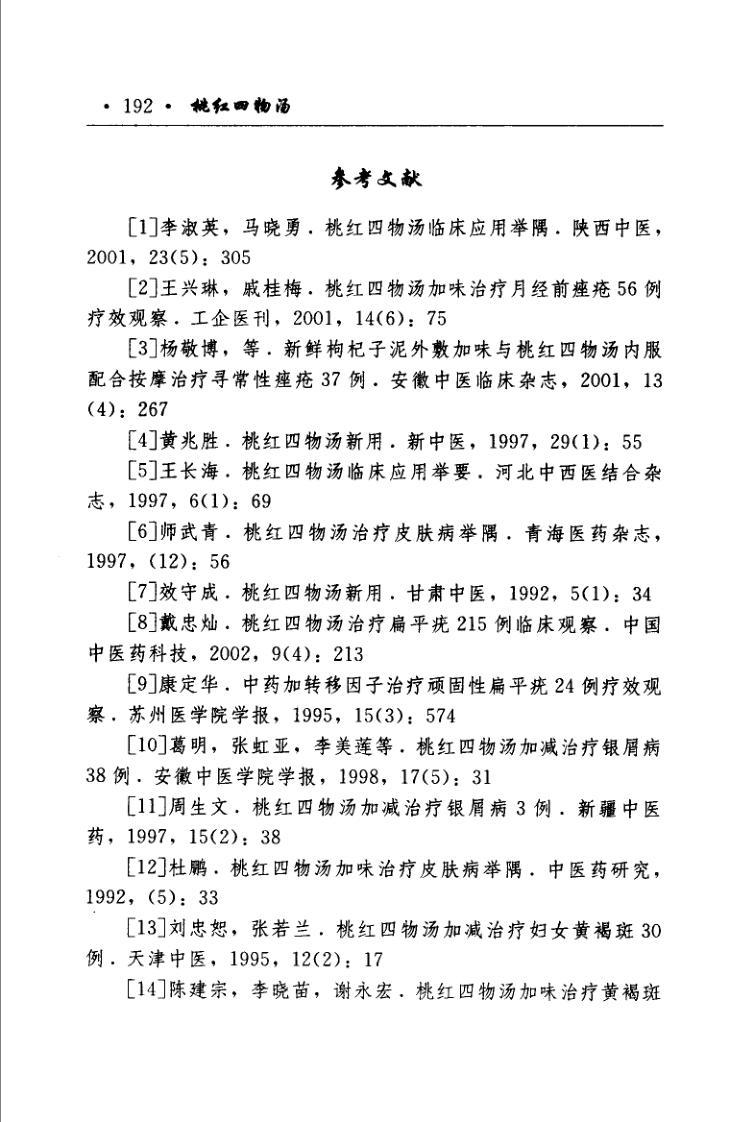 · 192 · 桃红四物汤
参考文献
[1]李淑英，马晓勇．桃红四物汤临床应用举隅．陕西中医，
2001，23(5)：305
[2]王兴琳，戚桂梅．桃红四物汤加味治疗月经前痤疮 56 例
疗效观察．工企医刊，2001，14(6)：75
[3]杨敬博，等．新鲜枸杞子泥外敷加味与桃红四物汤内服
配合按摩治疗寻常性痤疮 37 例．安徽中医临床杂志，2001，13
(4)：267
[4]黄兆胜．桃红四物汤新用．新中医，1997，29(1)：55
[5]王长海．桃红四物汤临床应用举要．河北中西医结合杂
志，1997，6(1)：69
[6]师武青．桃红四物汤治疗皮肤病举隅．青海医药杂志，
1997，(12)：56
[7]效守成．桃红四物汤新用．甘肃中医，1992，5(1)：34
[8]戴忠灿．桃红四物汤治疗扁平疣 215 例临床观察．中国
中医药科技，2002，9(4)：213
[9]康定华．中药加转移因子治疗顽固性扁平疣 24 例疗效观
察．苏州医学院学报，1995，15(3)：574
[10]葛明，张虹亚，李美莲等．桃红四物汤加减治疗银屑病
38 例．安徽中医学院学报，1998，17(5)：31
[11]周生文．桃红四物汤加减治疗银屑病 3 例．新疆中医
药，1997，15(2)：38
[12]杜鹏．桃红四物汤加味治疗皮肤病举隅．中医药研究，
1992，(5)：33
[13]刘忠恕，张若兰．桃红四物汤加减治疗妇女黄褐斑 30
例．天津中医，1995，12(2)：17
[14]陈建宗，李晓苗，谢永宏．桃红四物汤加味治疗黄褐斑